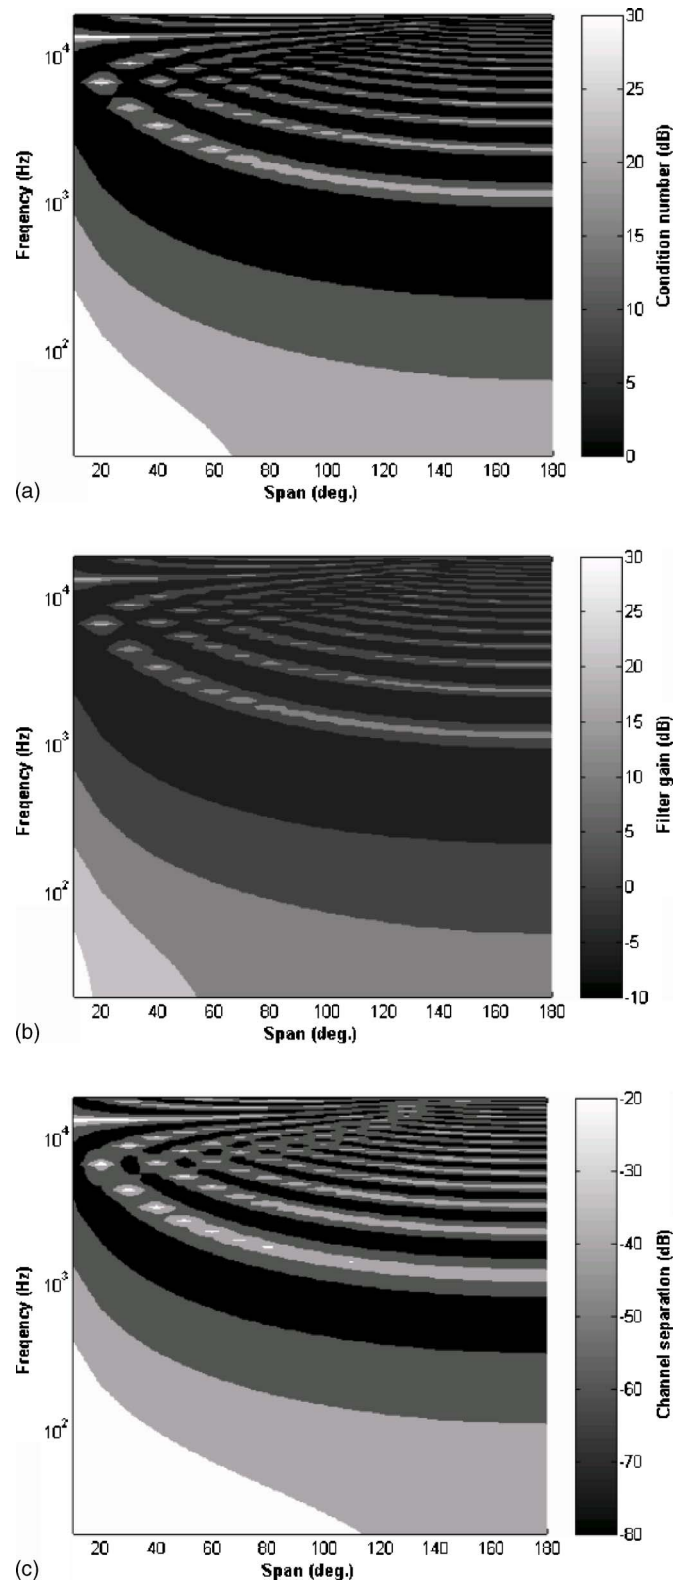 30
25
20
15
10
5
0
Condition number (dB)
10^4
10^3
10^2
Freqency (Hz)
20 40 60 80 100 120 140 160 180
Span (deg.)
(a)
30
25
20
15
10
5
0
-5
-10
Filter gain (dB)
10^4
10^3
10^2
Freqency (Hz)
20 40 60 80 100 120 140 160 180
Span (deg.)
(b)
-20
-30
-40
-50
-60
-70
-80
Channel separation (dB)
10^4
10^3
10^2
Freqency (Hz)
20 40 60 80 100 120 140 160 180
Span (deg.)
(c)